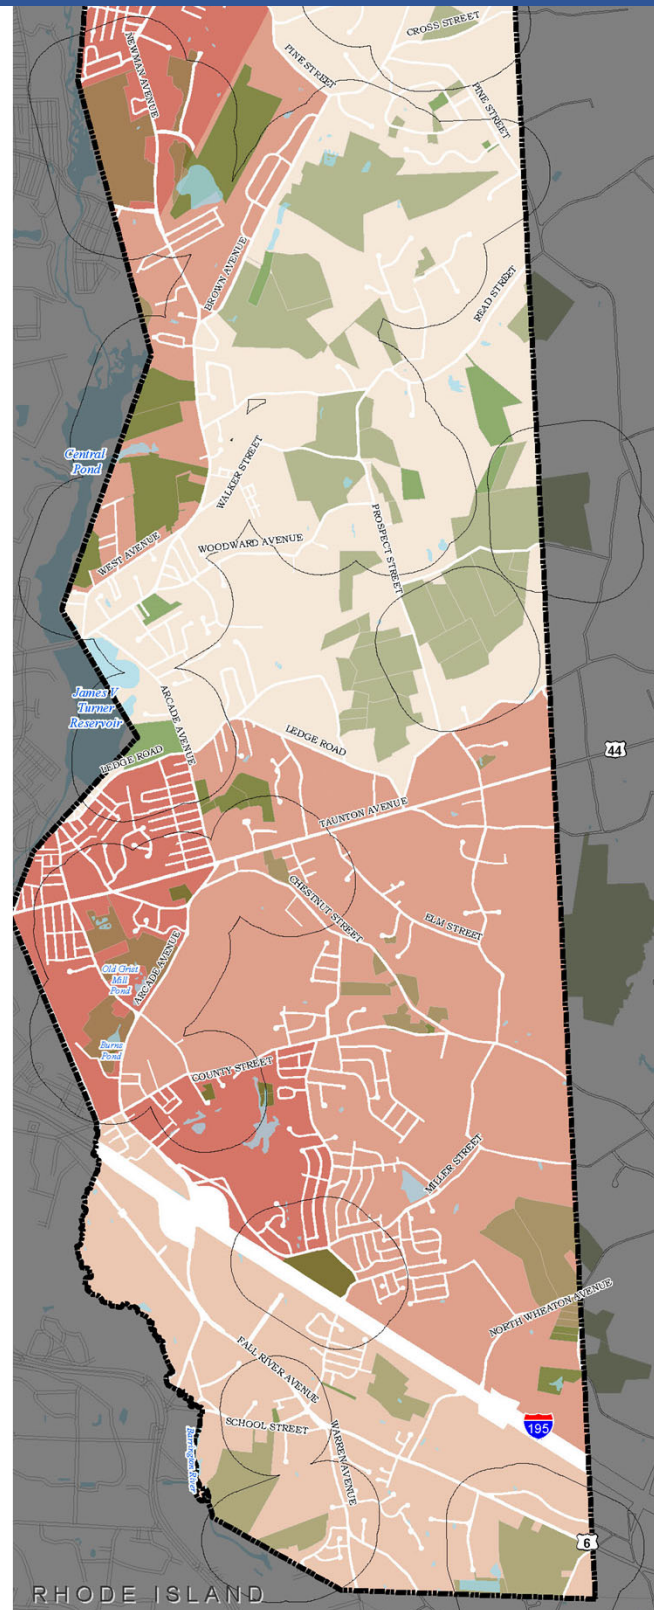 CROSS STREET
NEWMAN AVENUE
PINE STREET
PINE STREET
BROWN AVENUE
READ STREET
Central
Pond
WALKER STREET
WEST AVENUE
WOODWARD AVENUE
PROSPECT STREET
James V
Turner
Reservoir
ARCADE AVENUE
LEDGE ROAD
LEDGE ROAD
44
TAUNTON AVENUE
CHESTNUT STREET
ELM STREET
ARCADE AVENUE
Old Grist
Mill
Pond
Burns
Pond
COUNTY STREET
MILLER STREET
NORTH WHEATON AVENUE
FALL RIVER AVENUE
SCHOOL STREET
WARREN AVENUE
195
Barrington River
6
RHODE ISLAND